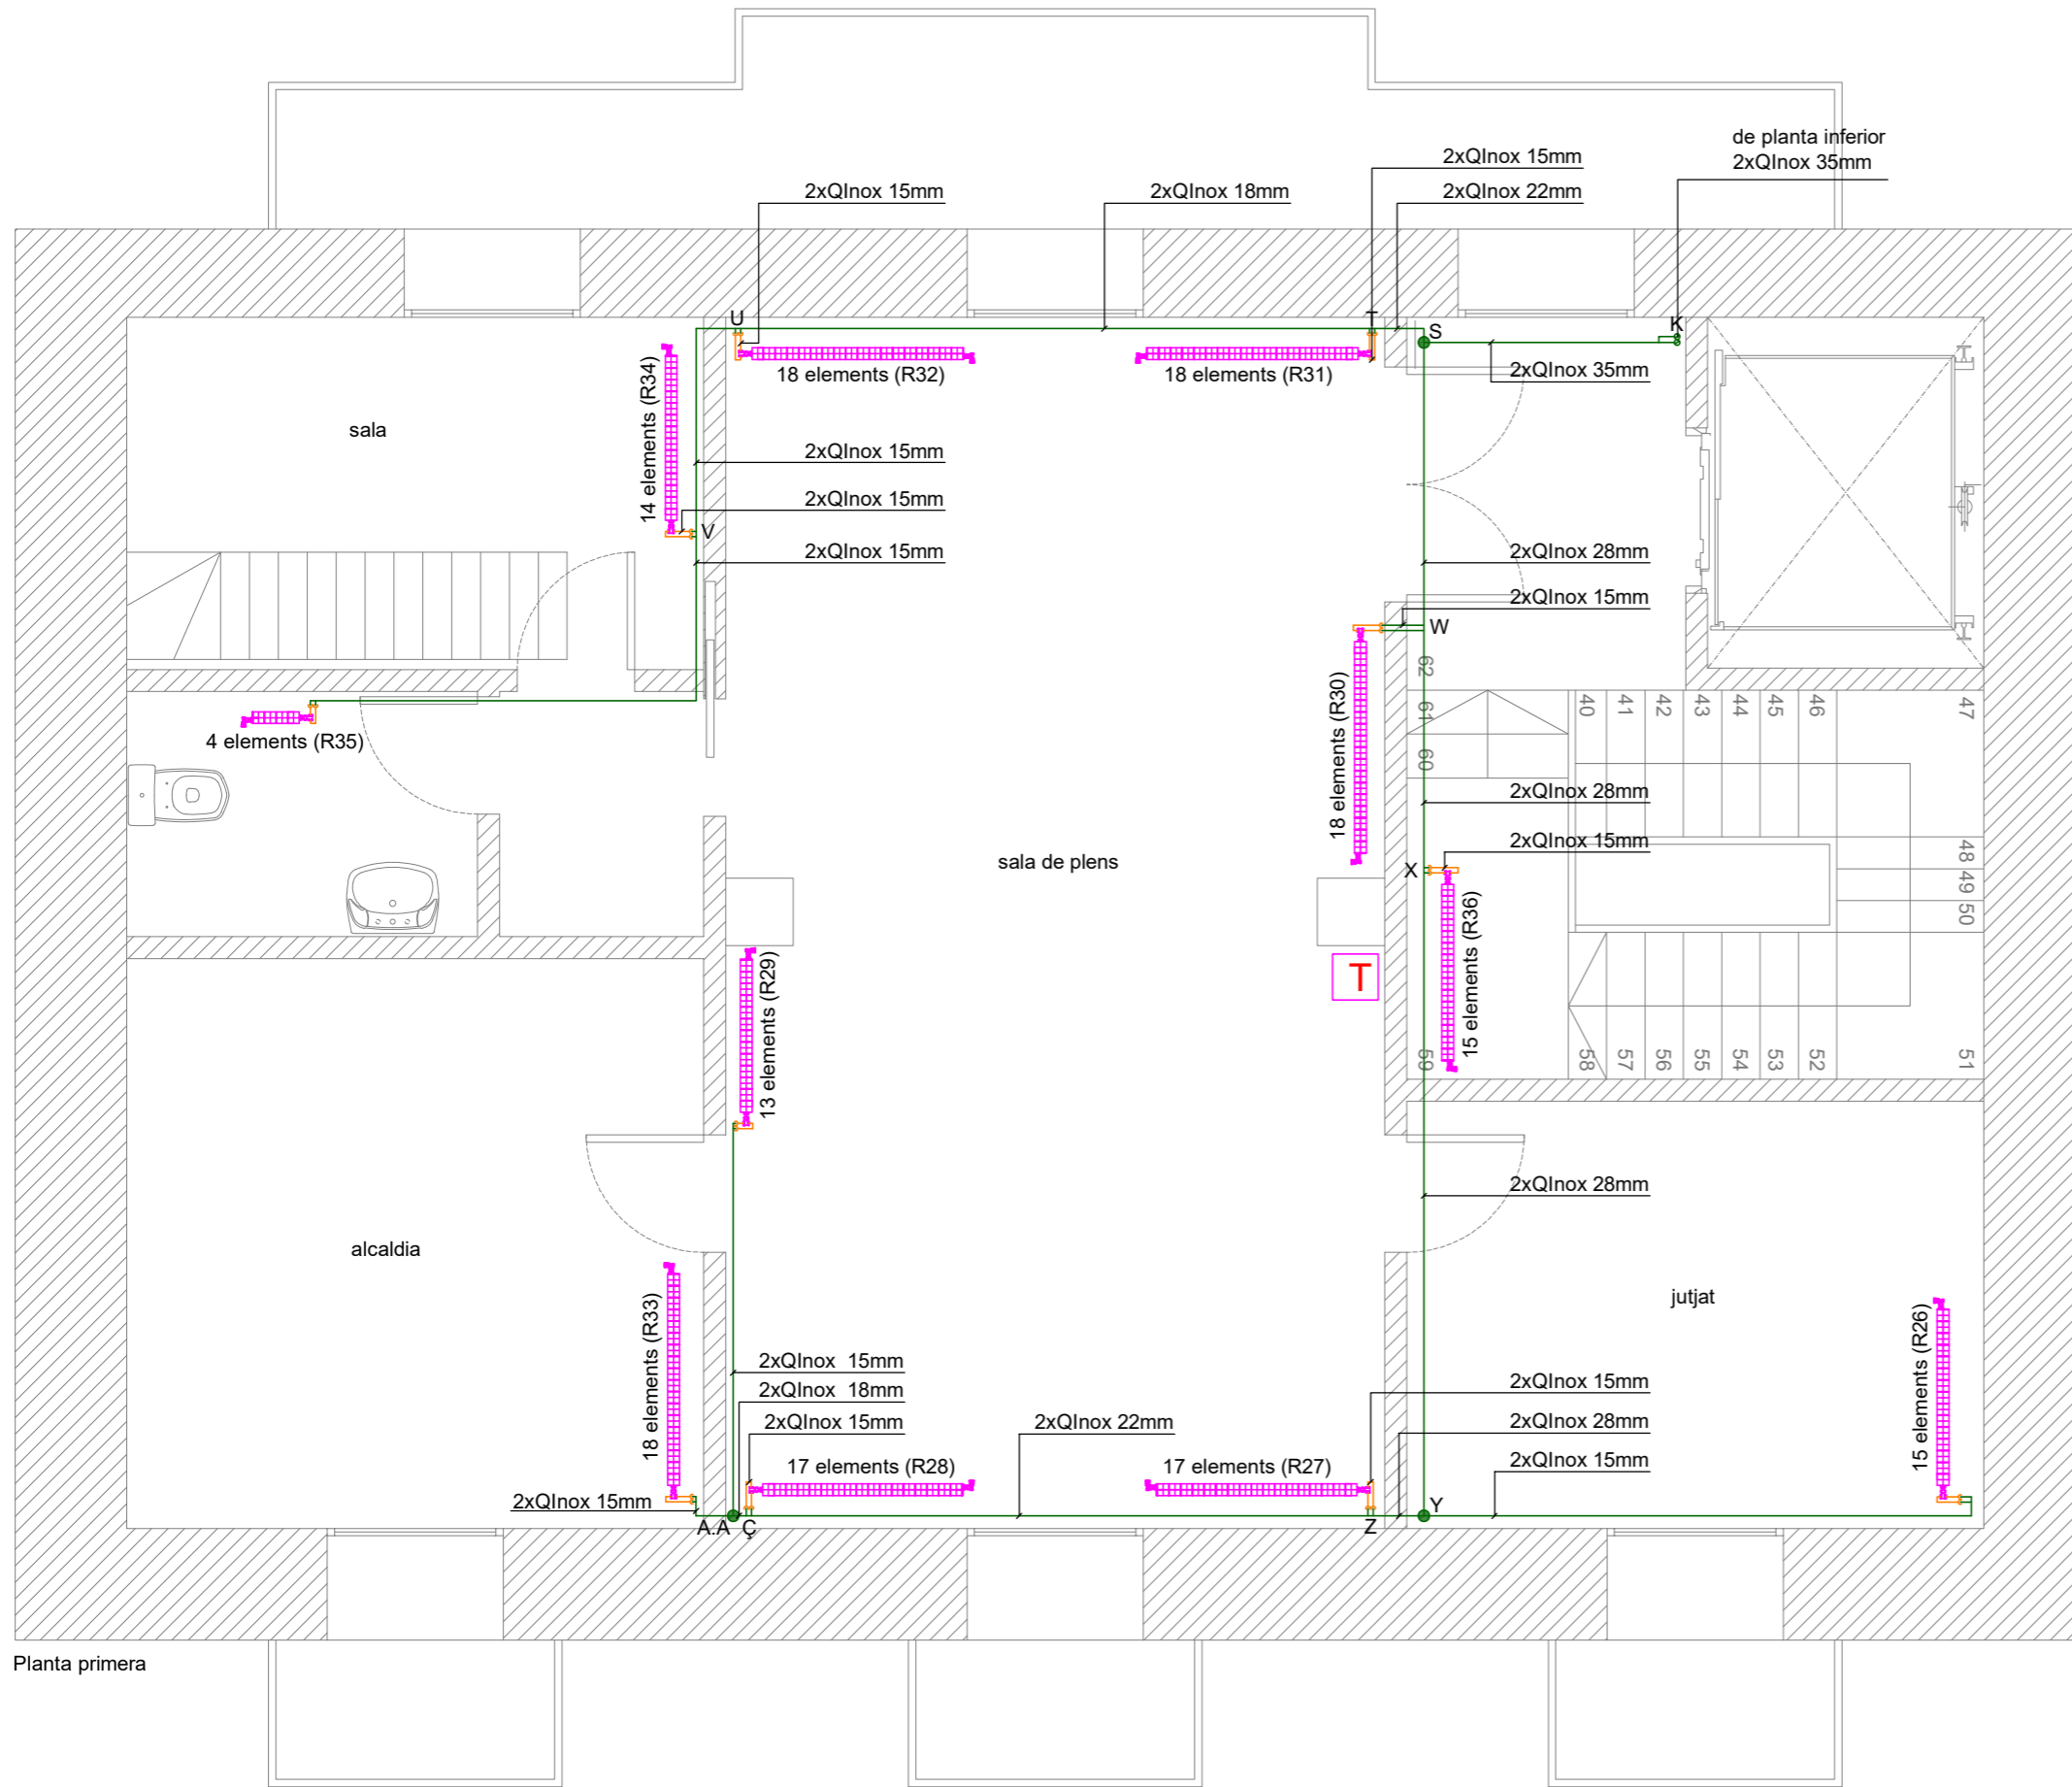 de planta inferior
2xQInox 35mm
2xQInox 15mm
2xQInox 15mm
2xQInox 18mm
2xQInox 22mm
U
T
S
K
18 elements (R32)
18 elements (R31)
2xQInox 35mm
14 elements (R34)
sala
2xQInox 15mm
2xQInox 15mm
V
2xQInox 15mm
2xQInox 28mm
2xQInox 15mm
W
62
61
60
40
41
42
43
44
45
46
47
4 elements (R35)
18 elements (R30)
2xQInox 28mm
2xQInox 15mm
sala de plens
X
48
49
50
13 elements (R29)
T
15 elements (R36)
59
58
57
56
55
54
53
52
51
2xQInox 28mm
alcaldia
jutjat
18 elements (R33)
15 elements (R26)
2xQInox 15mm
2xQInox 18mm
2xQInox 15mm
2xQInox 22mm
2xQInox 15mm
2xQInox 28mm
2xQInox 15mm
17 elements (R28)
17 elements (R27)
2xQInox 15mm
A.A
Ç
Z
Y
Planta primera